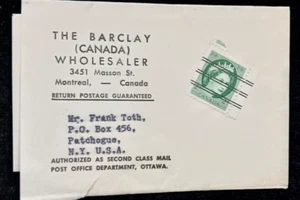 THE BARCLAY
(CANADA)
WHOLESALER
3451 Masson St.
Montreal, — Canada
RETURN POSTAGE GUARANTEED
Mr. Frank Toth,
P.O. Box 456,
Patchogue,
N.Y. U.S.A.
AUTHORIZED AS SECOND CLASS MAIL
POST OFFICE DEPARTMENT, OTTAWA.